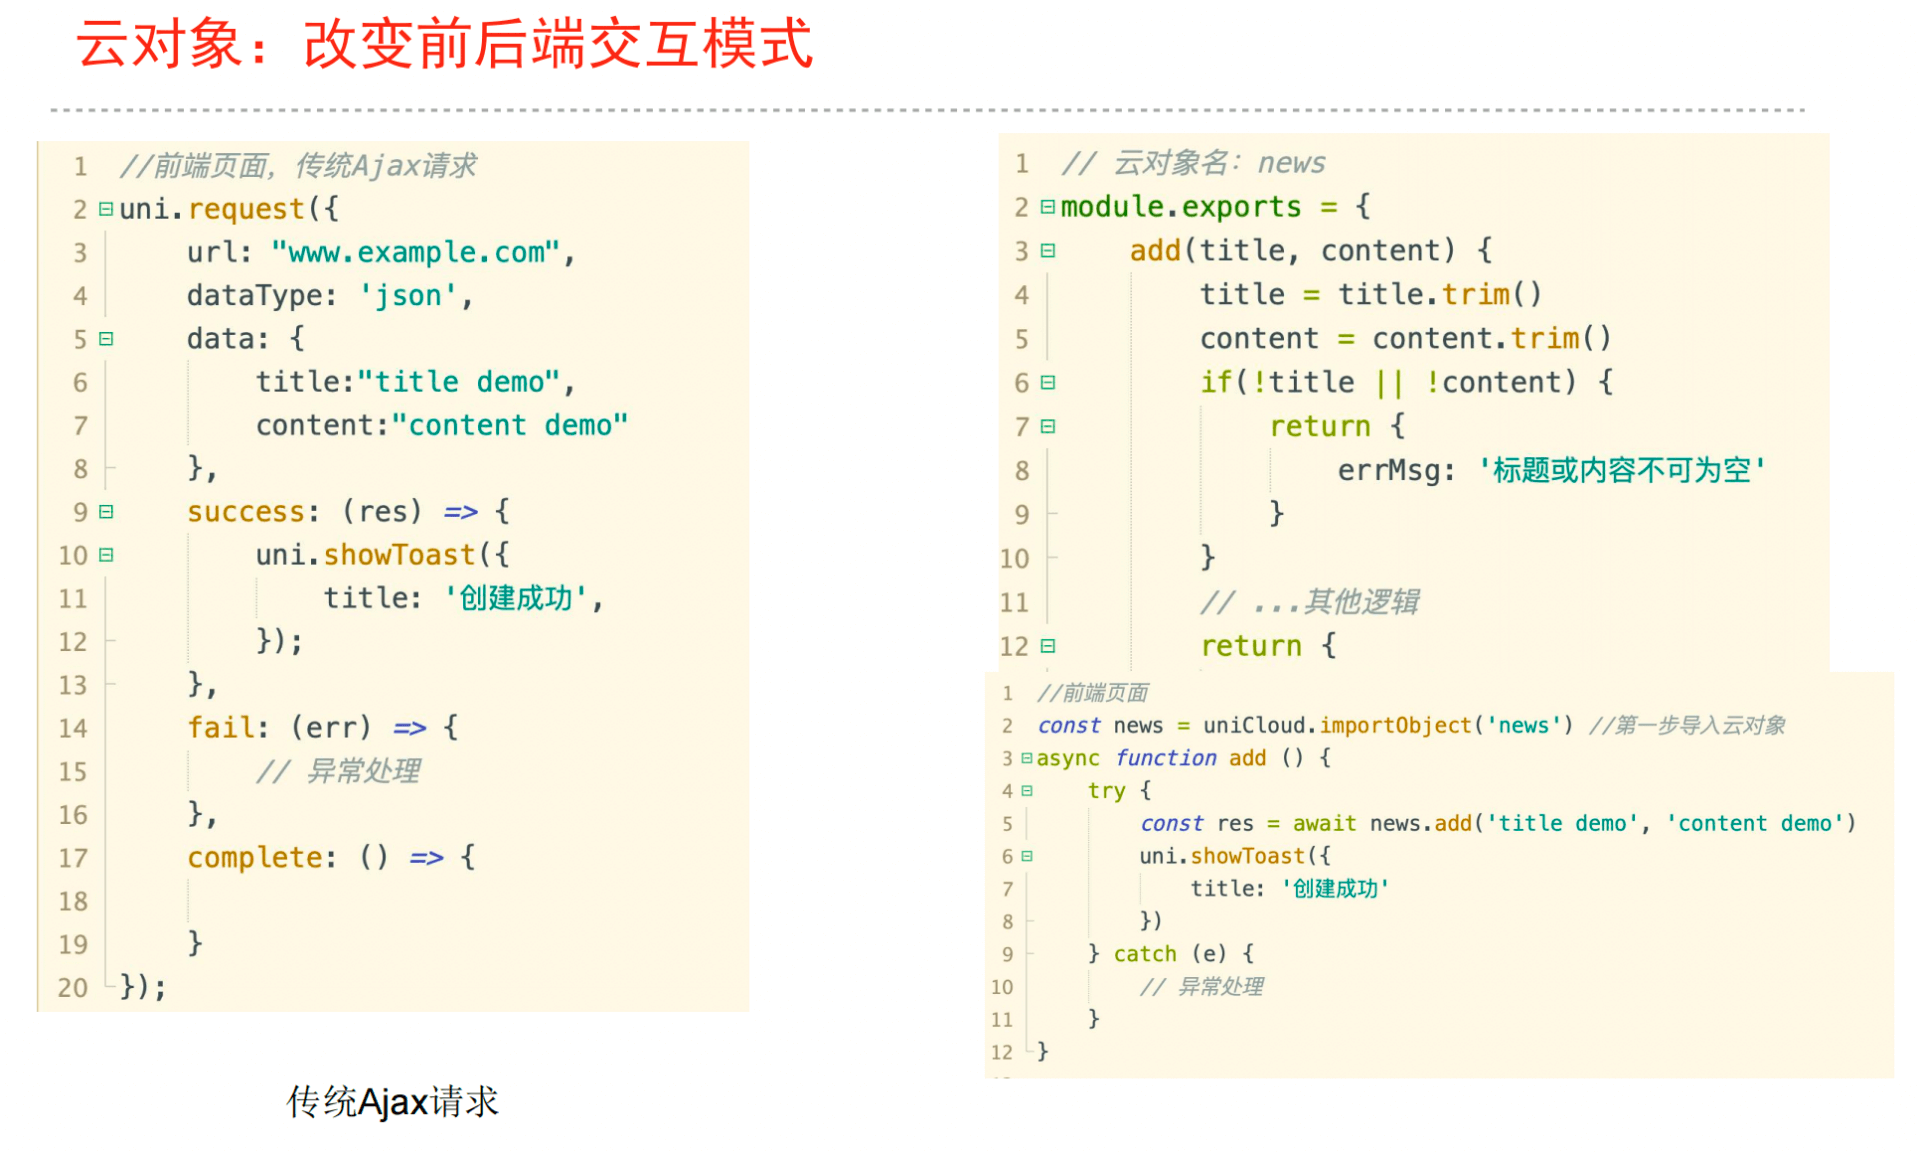 云对象：改变前后端交互模式
1 //前端页面，传统Ajax请求
2 uni.request({
3 url: "www.example.com",
4 dataType: 'json',
5 data: {
6 title:"title demo",
7 content:"content demo"
8 },
9 success: (res) => {
10 uni.showToast({
11 title: '创建成功',
12 });
13 },
14 fail: (err) => {
15 // 异常处理
16 },
17 complete: () => {
18
19 }
20 });
传统Ajax请求
1 // 云对象名：news
2 module.exports = {
3 add(title, content) {
4 title = title.trim()
5 content = content.trim()
6 if(!title || !content) {
7 return {
8 errMsg: '标题或内容不可为空'
9 }
10 }
11 // ...其他逻辑
12 return {
1 //前端页面
2 const news = uniCloud.importObject('news') //第一步导入云对象
3 async function add () {
4 try {
5 const res = await news.add('title demo', 'content demo')
6 uni.showToast({
7 title: '创建成功'
8 })
9 } catch (e) {
10 // 异常处理
11 }
12 }